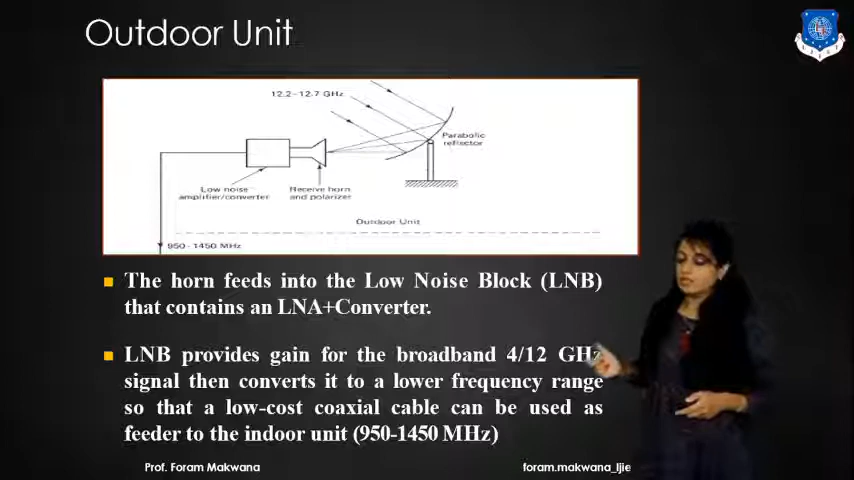 Outdoor Unit
12.2-12.7 GHz
Parabolic
reflector
Low noise
amplifier/converter
Receive horn
and polarizer
Outdoor Unit
950-1450 MHz
The horn feeds into the Low Noise Block (LNB)
that contains an LNA+Converter.
LNB provides gain for the broadband 4/12 GHz
signal then converts it to a lower frequency range
so that a low-cost coaxial cable can be used as
feeder to the indoor unit (950-1450 MHz)
Prof. Foram Makwana
foram.makwana_ljie